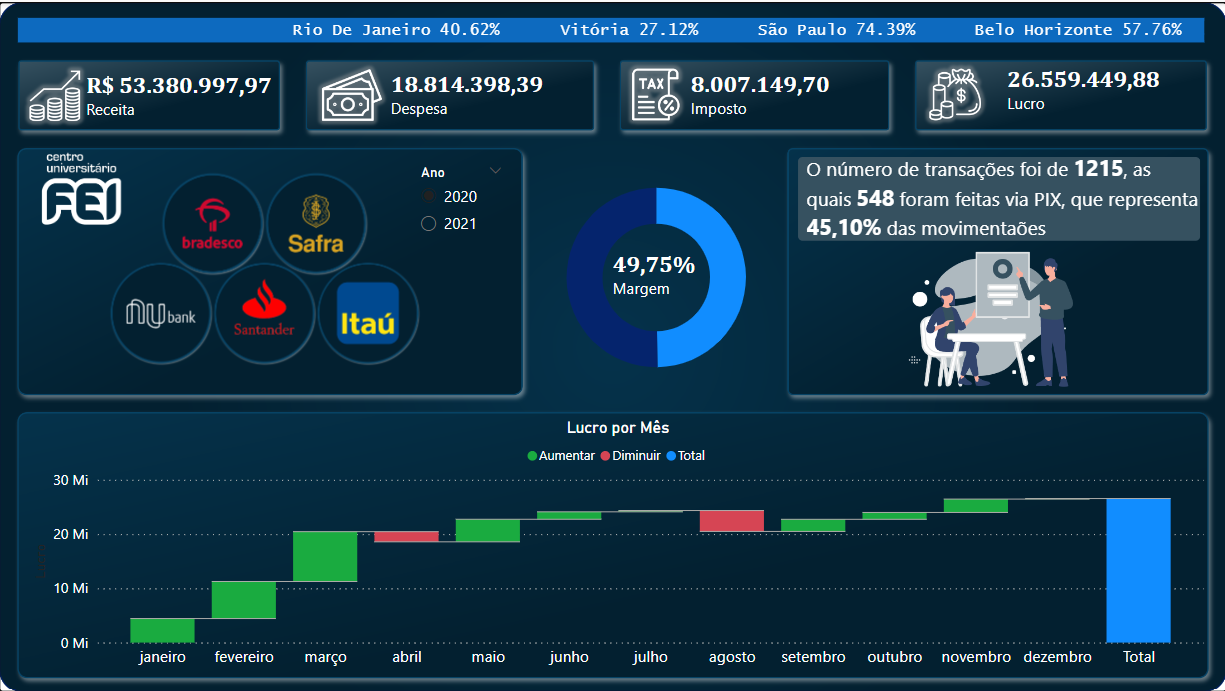 Rio De Janeiro 40.62% Vitória 27.12% São Paulo 74.39% Belo Horizonte 57.76%
R$ 53.380.997,97
Receita
18.814.398,39
Despesa
TAX
8.007.149,70
Imposto
26.559.449,88
Lucro
centro
universitário
FEI
bradesco
Safra
nu bank
Santander
Itaú
Ano
2020
2021
49,75%
Margem
O número de transações foi de 1215, as
quais 548 foram feitas via PIX, que representa
45,10% das movimentaões
Lucro por Mês
Aumentar Diminuir Total
30 Mi
20 Mi
10 Mi
0 Mi
janeiro fevereiro março abril maio junho julho agosto setembro outubro novembro dezembro Total